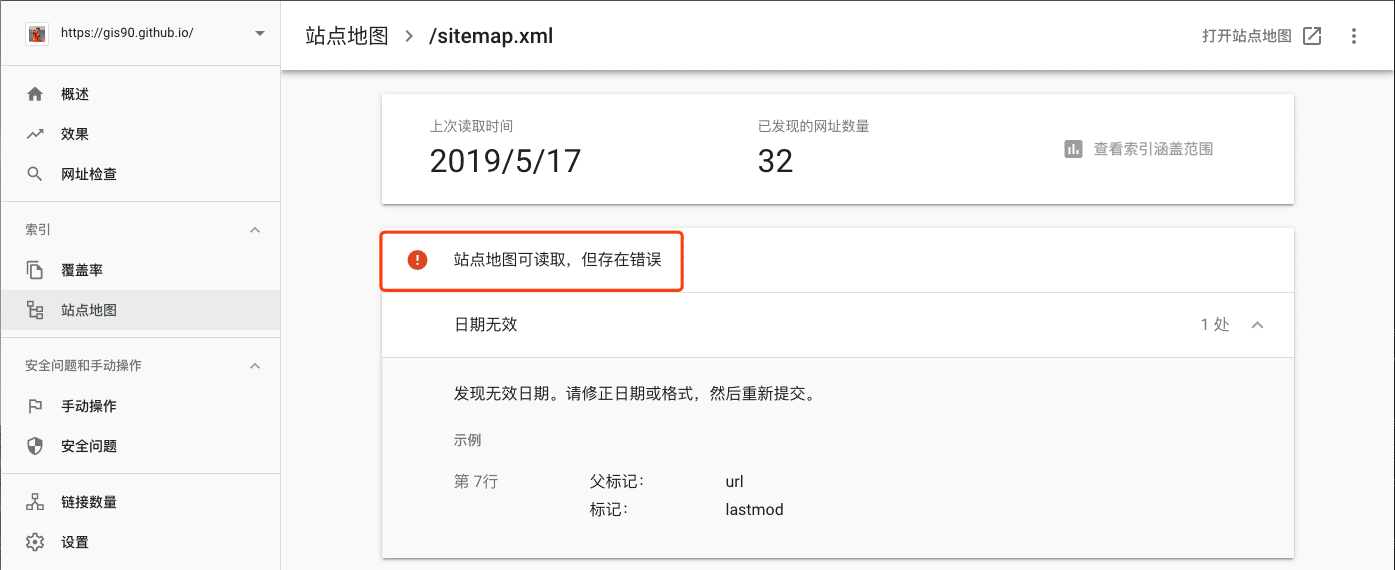 https://gis90.github.io/
概述
效果
网址检查
索引
覆盖率
站点地图
安全问题和手动操作
手动操作
安全问题
链接数量
设置
站点地图 > /sitemap.xml
打开站点地图
上次读取时间
2019/5/17
已发现的网址数量
32
查看索引涵盖范围
站点地图可读取，但存在错误
日期无效 1 处
发现无效日期。请修正日期或格式，然后重新提交。
示例
第 7行 父标记： url
标记： lastmod